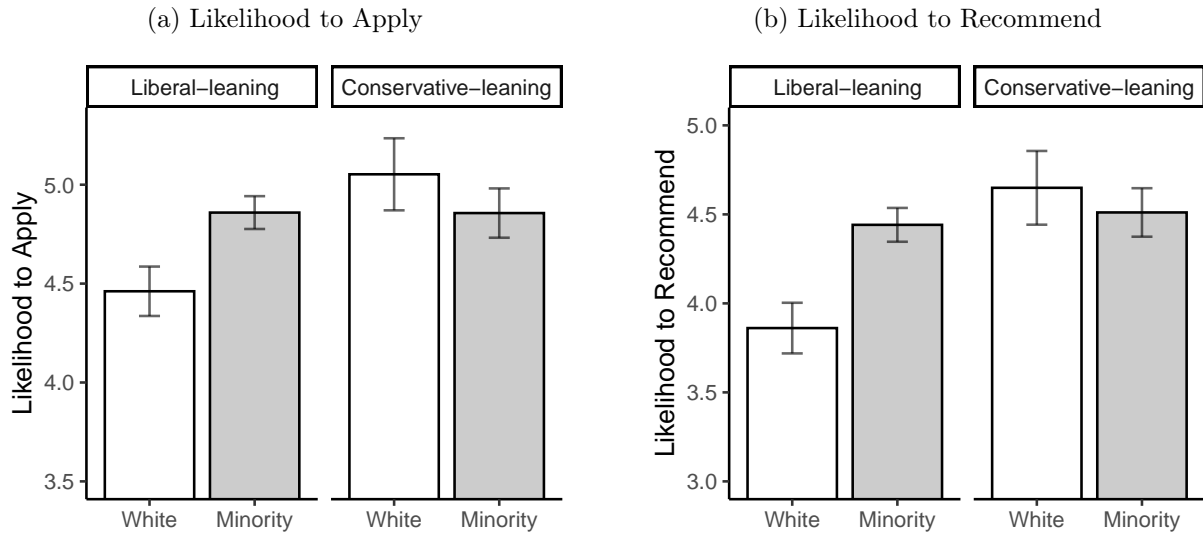 (a) Likelihood to Apply
Liberal−leaning
Conservative−leaning
Likelihood to Apply
5.0
4.5
4.0
3.5
White
Minority
White
Minority
(b) Likelihood to Recommend
Liberal−leaning
Conservative−leaning
Likelihood to Recommend
5.0
4.5
4.0
3.5
3.0
White
Minority
White
Minority